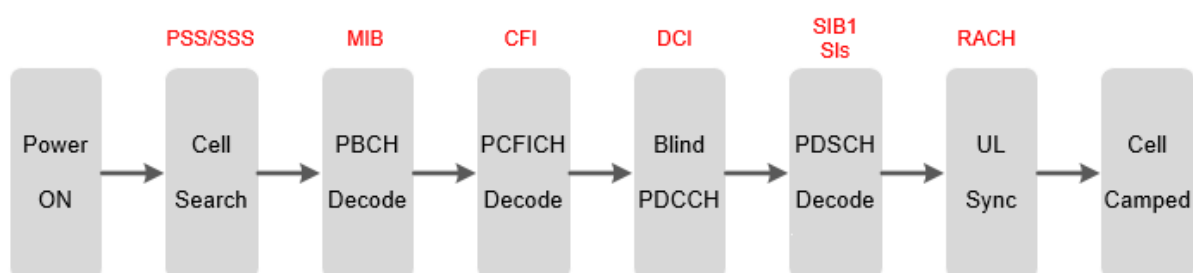 PSS/SSS
MIB
CFI
DCI
SIB1
SIs
RACH
Power
ON
Cell
Search
PBCH
Decode
PCFICH
Decode
Blind
PDCCH
PDSCH
Decode
UL
Sync
Cell
Camped